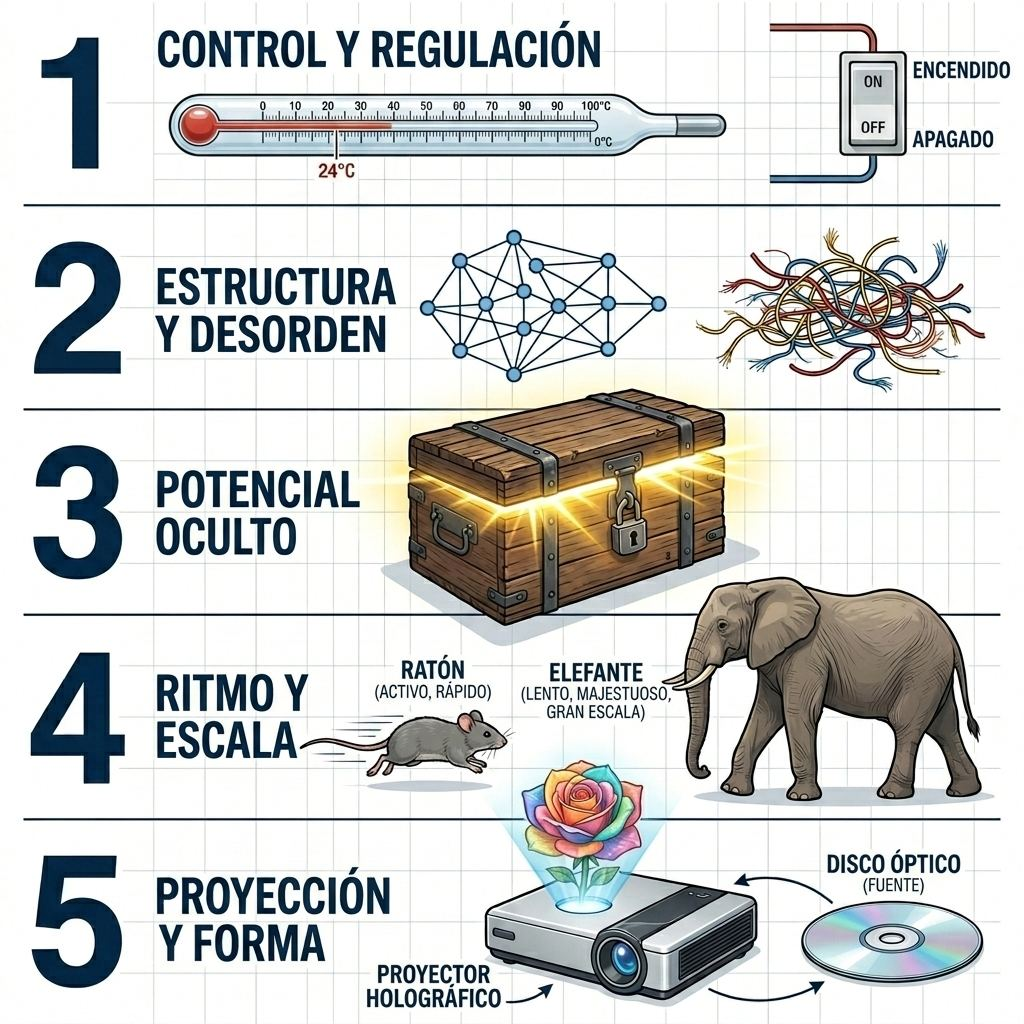 1
CONTROL Y REGULACIÓN
0 10 20 30 40 50 60 70 90 90 100°C
0°C
24°C
ON
OFF
ENCENDIDO
APAGADO
2
ESTRUCTURA
Y DESORDEN
3
POTENCIAL
OCULTO
4
RITMO Y
ESCALA
RATÓN
(ACTIVO, RÁPIDO)
ELEFANTE
(LENTO, MAJESTUOSO,
GRAN ESCALA)
5
PROYECCIÓN
Y FORMA
PROYECTOR
HOLOGRÁFICO
DISCO ÓPTICO
(FUENTE)